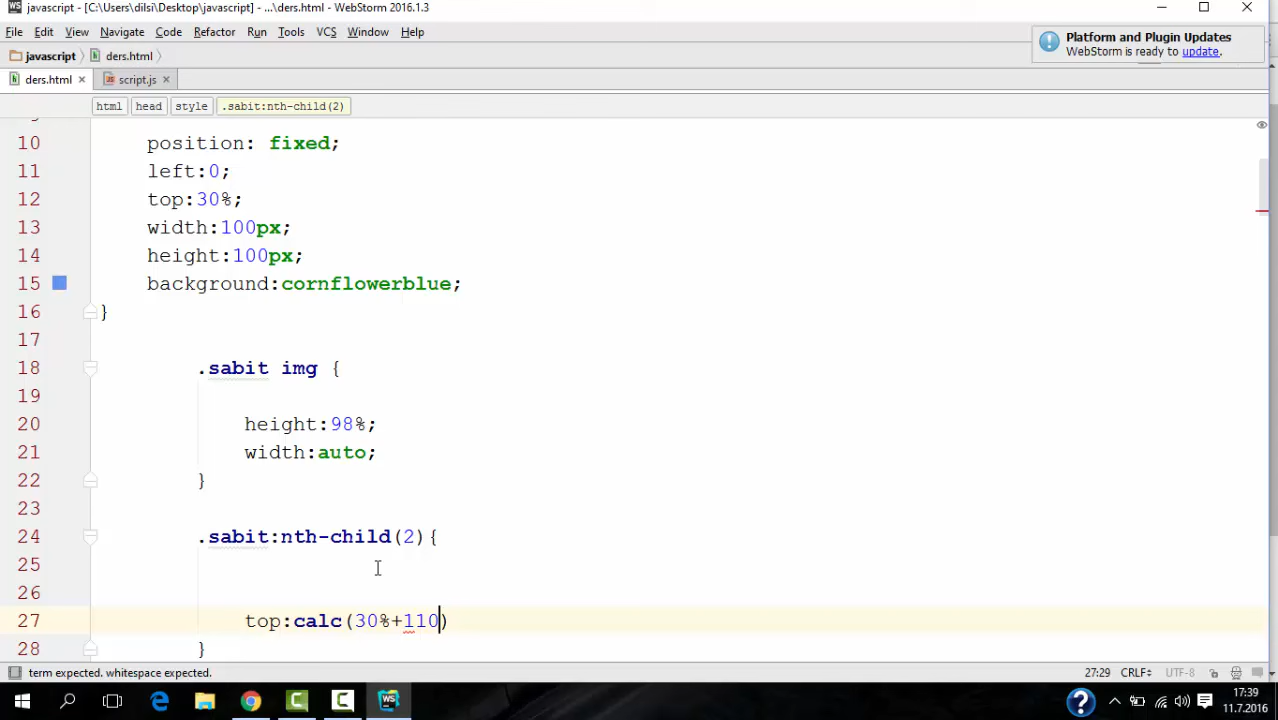 javascript - [C:\Users\dilsi\Desktop\javascript] - ...\ders.html - WebStorm 2016.1.3
File Edit View Navigate Code Refactor Run Tools VCS Window Help
Platform and Plugin Updates
WebStorm is ready to update.
javascript ders.html
ders.html script.js
html head style .sabit:nth-child(2)
10 position: fixed;
11 left:0;
12 top:30%;
13 width:100px;
14 height:100px;
15 background:cornflowerblue;
16 }
17
18 .sabit img {
19
20 height:98%;
21 width:auto;
22 }
23
24 .sabit:nth-child(2){
25
26
27 top:calc(30%+110)
28 }
term expected. whitespace expected. 27:29 CRLF UTF-8
17:39
11.7.2016